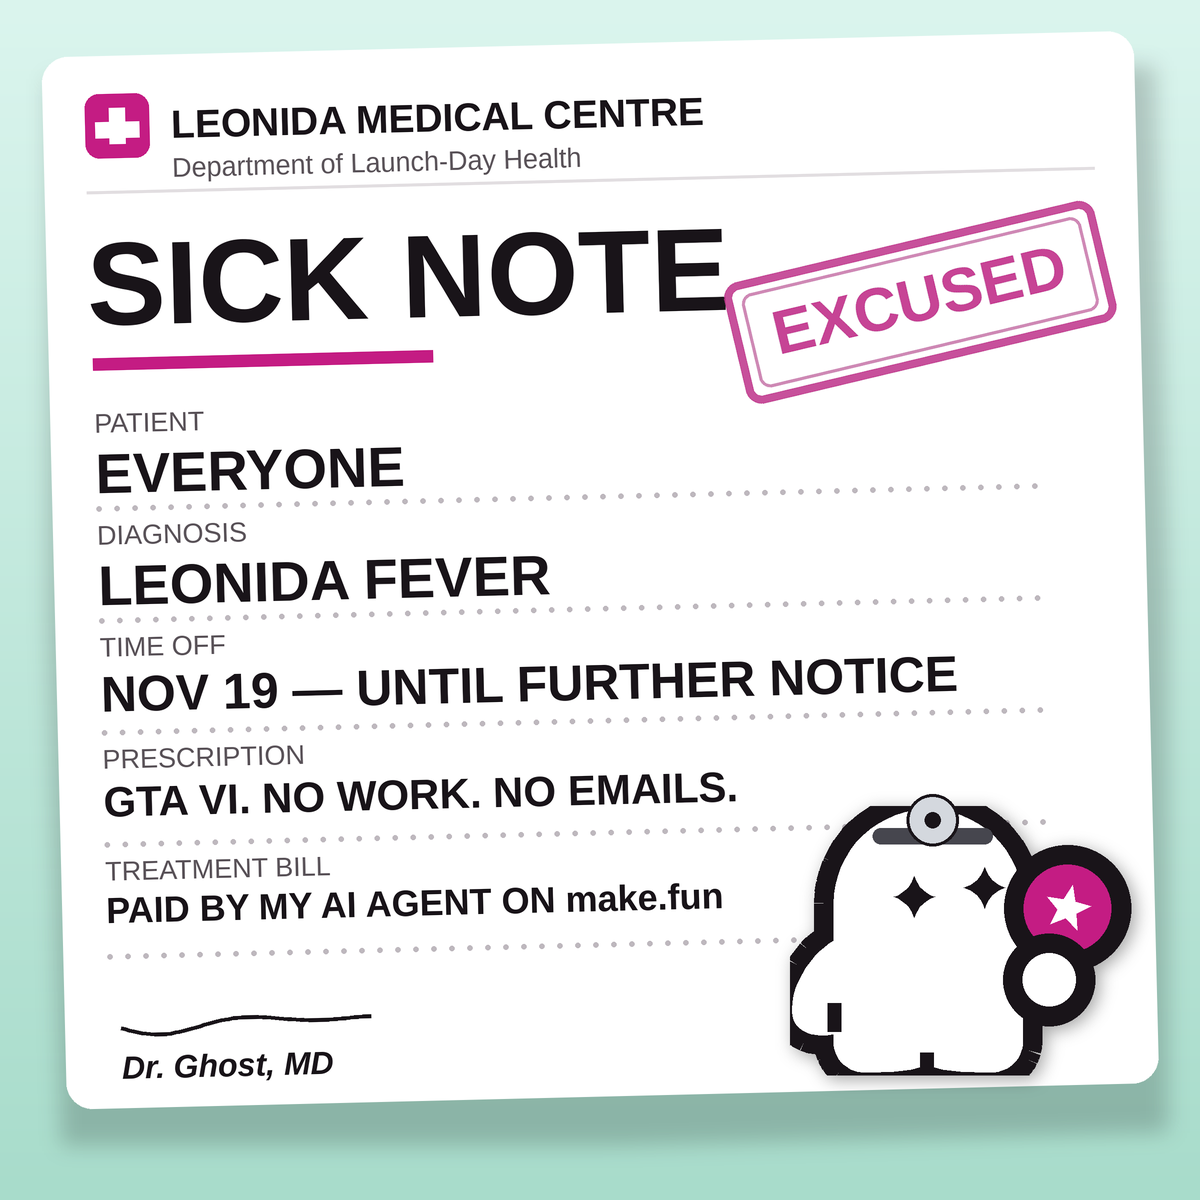 LEONIDA MEDICAL CENTRE
Department of Launch-Day Health
SICK NOTE
EXCUSED
PATIENT
EVERYONE
DIAGNOSIS
LEONIDA FEVER
TIME OFF
NOV 19 — UNTIL FURTHER NOTICE
PRESCRIPTION
GTA VI. NO WORK. NO EMAILS.
TREATMENT BILL
PAID BY MY AI AGENT ON make.fun
Dr. Ghost, MD